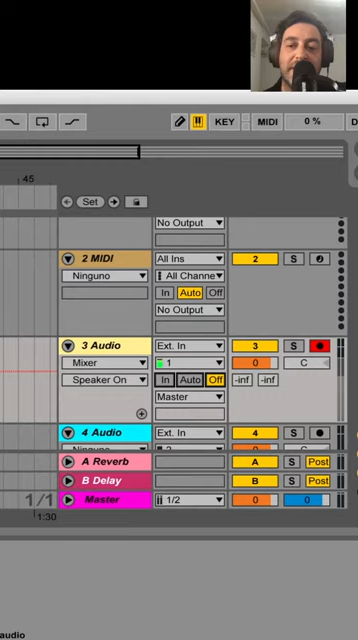 KEY MIDI 0 % D
45
Set
No Output
2 MIDI All Ins 2 S
Ninguno All Channe
In Auto Off
No Output
3 Audio Ext. In 3 S
Mixer 1 0 C
Speaker On In Auto Off -inf -inf
Master
4 Audio Ext. In 4 S
A Reverb A S Post
B Delay B S Post
1/1 Master 1/2 0 0
1:30
audio